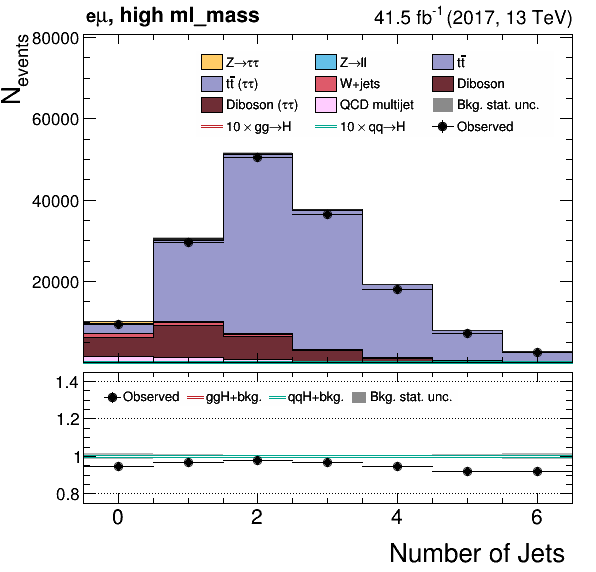 eμ, high ml_mass 41.5 fb⁻¹ (2017, 13 TeV)
N_events
80000
60000
40000
20000
Z→ττ Z→ll tt̄
tt̄ (ττ) W+jets Diboson
Diboson (ττ) QCD multijet Bkg. stat. unc.
10 × gg→H 10 × qq→H Observed
1.4
1.2
1
0.8
Observed ggH+bkg. qqH+bkg. Bkg. stat. unc.
0 2 4 6
Number of Jets